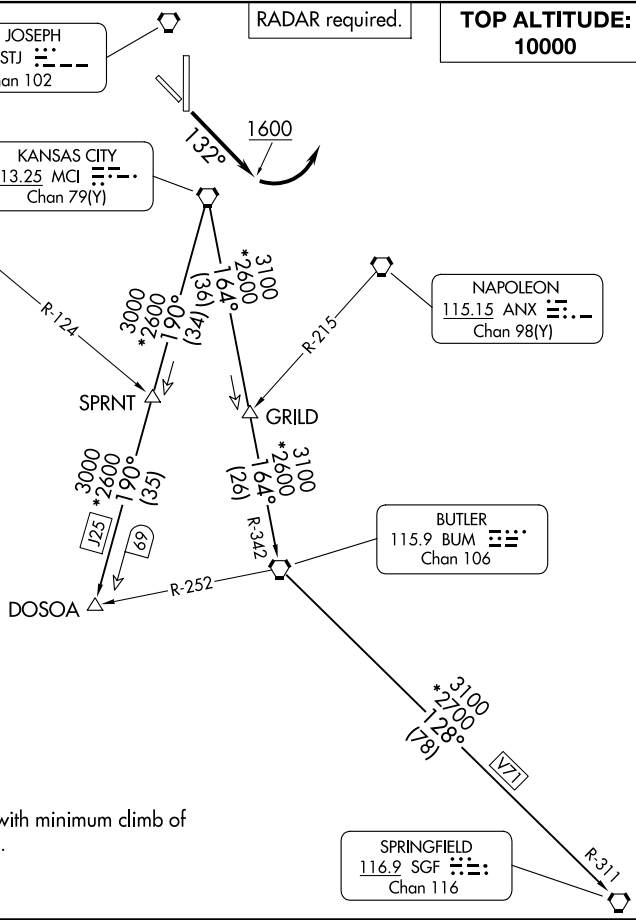 RADAR required.
TOP ALTITUDE:
10000
JOSEPH
STJ
Chan 102
1600
132°
KANSAS CITY
113.25 MCI
Chan 79(Y)
3000
*2600
190°
(34)
3100
*2600
164°
(36)
R-124
R-215
NAPOLEON
115.15 ANX
Chan 98(Y)
SPRNT
GRILD
3000
*2600
190°
(35)
3100
*2600
164°
(26)
J25
69
R-342
BUTLER
115.9 BUM
Chan 106
R-252
DOSOA
3100
*2700
128°
(78)
V71
with minimum climb of
.
SPRINGFIELD
116.9 SGF
Chan 116
R-311